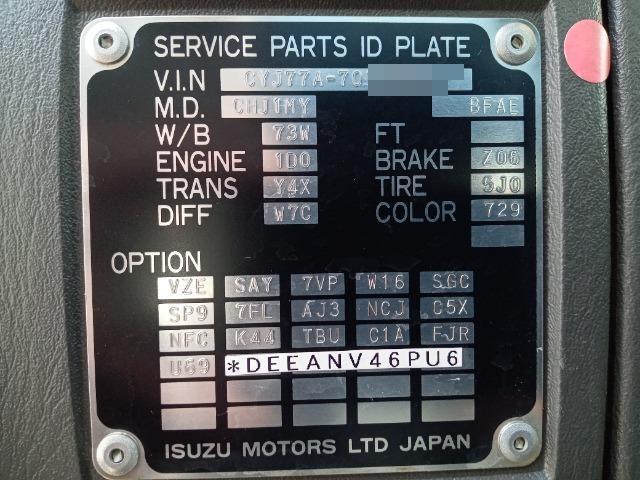 SERVICE PARTS ID PLATE
V.I.N CYJ77A-70
M.D. CHJ1MY BFAE
W/B 73W FT
ENGINE 1D0 BRAKE Z06
TRANS Y4X TIRE SJ0
DIFF W7C COLOR 729
OPTION
VZE SAY 7VP W16 SGC
SP9 7FL AJ3 NCJ C5X
NFC K44 TBU C1A FJR
U69 *DEEANV46PU6
ISUZU MOTORS LTD JAPAN